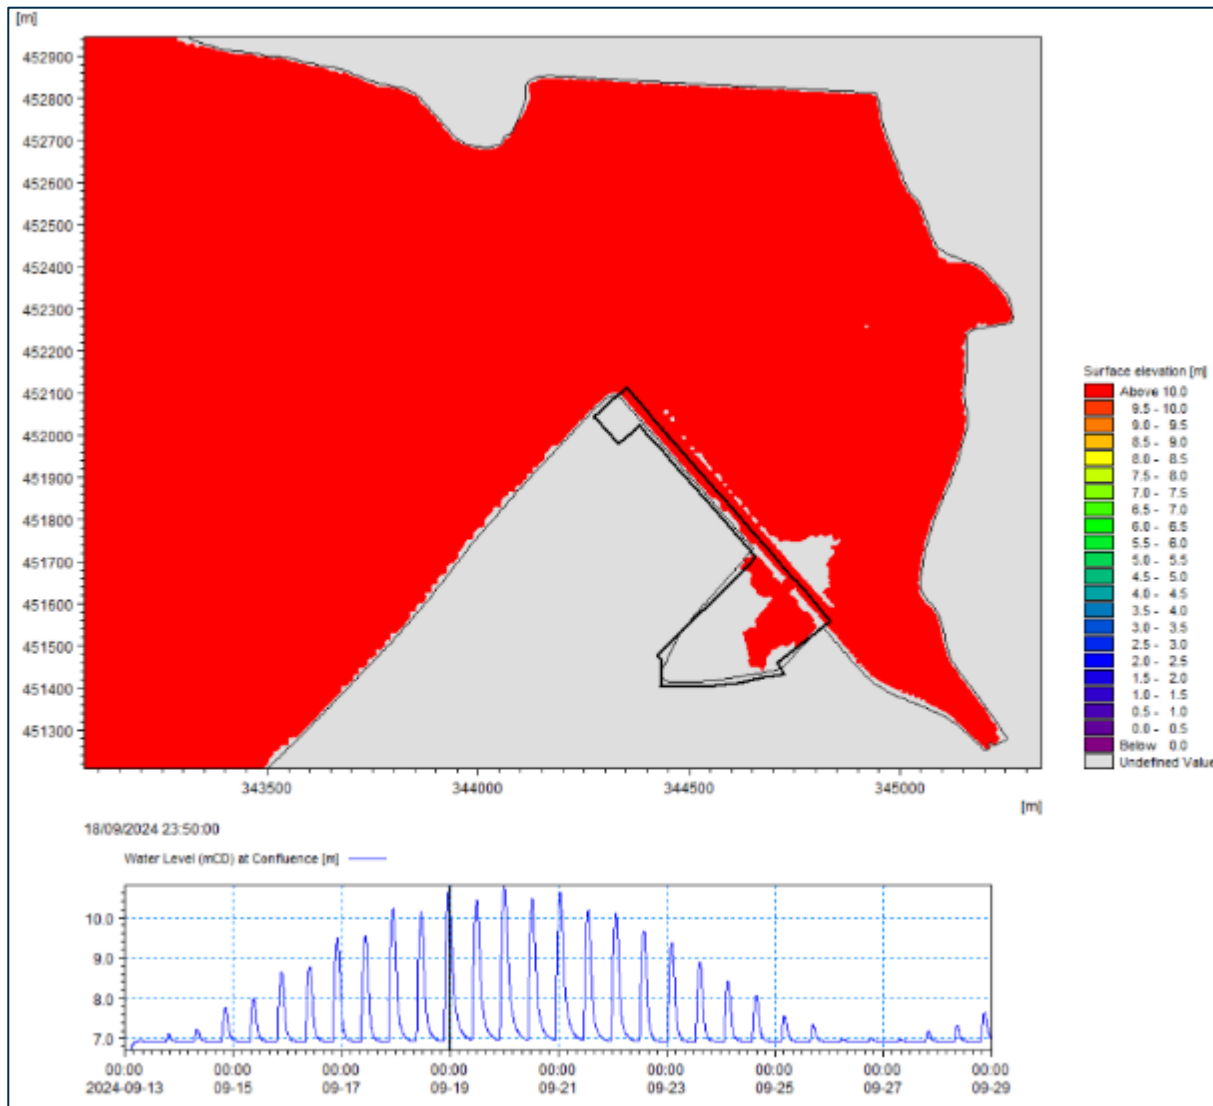 [m]
452900
452800
452700
452600
452500
452400
452300
452200
452100
452000
451900
451800
451700
451600
451500
451400
451300
343500 344000 344500 345000
[m]
Surface elevation [m]
Above 10.0
9.5 - 10.0
9.0 - 9.5
8.5 - 9.0
8.0 - 8.5
7.5 - 8.0
7.0 - 7.5
6.5 - 7.0
6.0 - 6.5
5.5 - 6.0
5.0 - 5.5
4.5 - 5.0
4.0 - 4.5
3.5 - 4.0
3.0 - 3.5
2.5 - 3.0
2.0 - 2.5
1.5 - 2.0
1.0 - 1.5
0.5 - 1.0
0.0 - 0.5
Below 0.0
Undefined Value
18/09/2024 23:50:00
Water Level (mCD) at Confluence [m]
10.0
9.0
8.0
7.0
00:00 00:00 00:00 00:00 00:00 00:00 00:00 00:00 00:00
2024-09-13 09-15 09-17 09-19 09-21 09-23 09-25 09-27 09-29